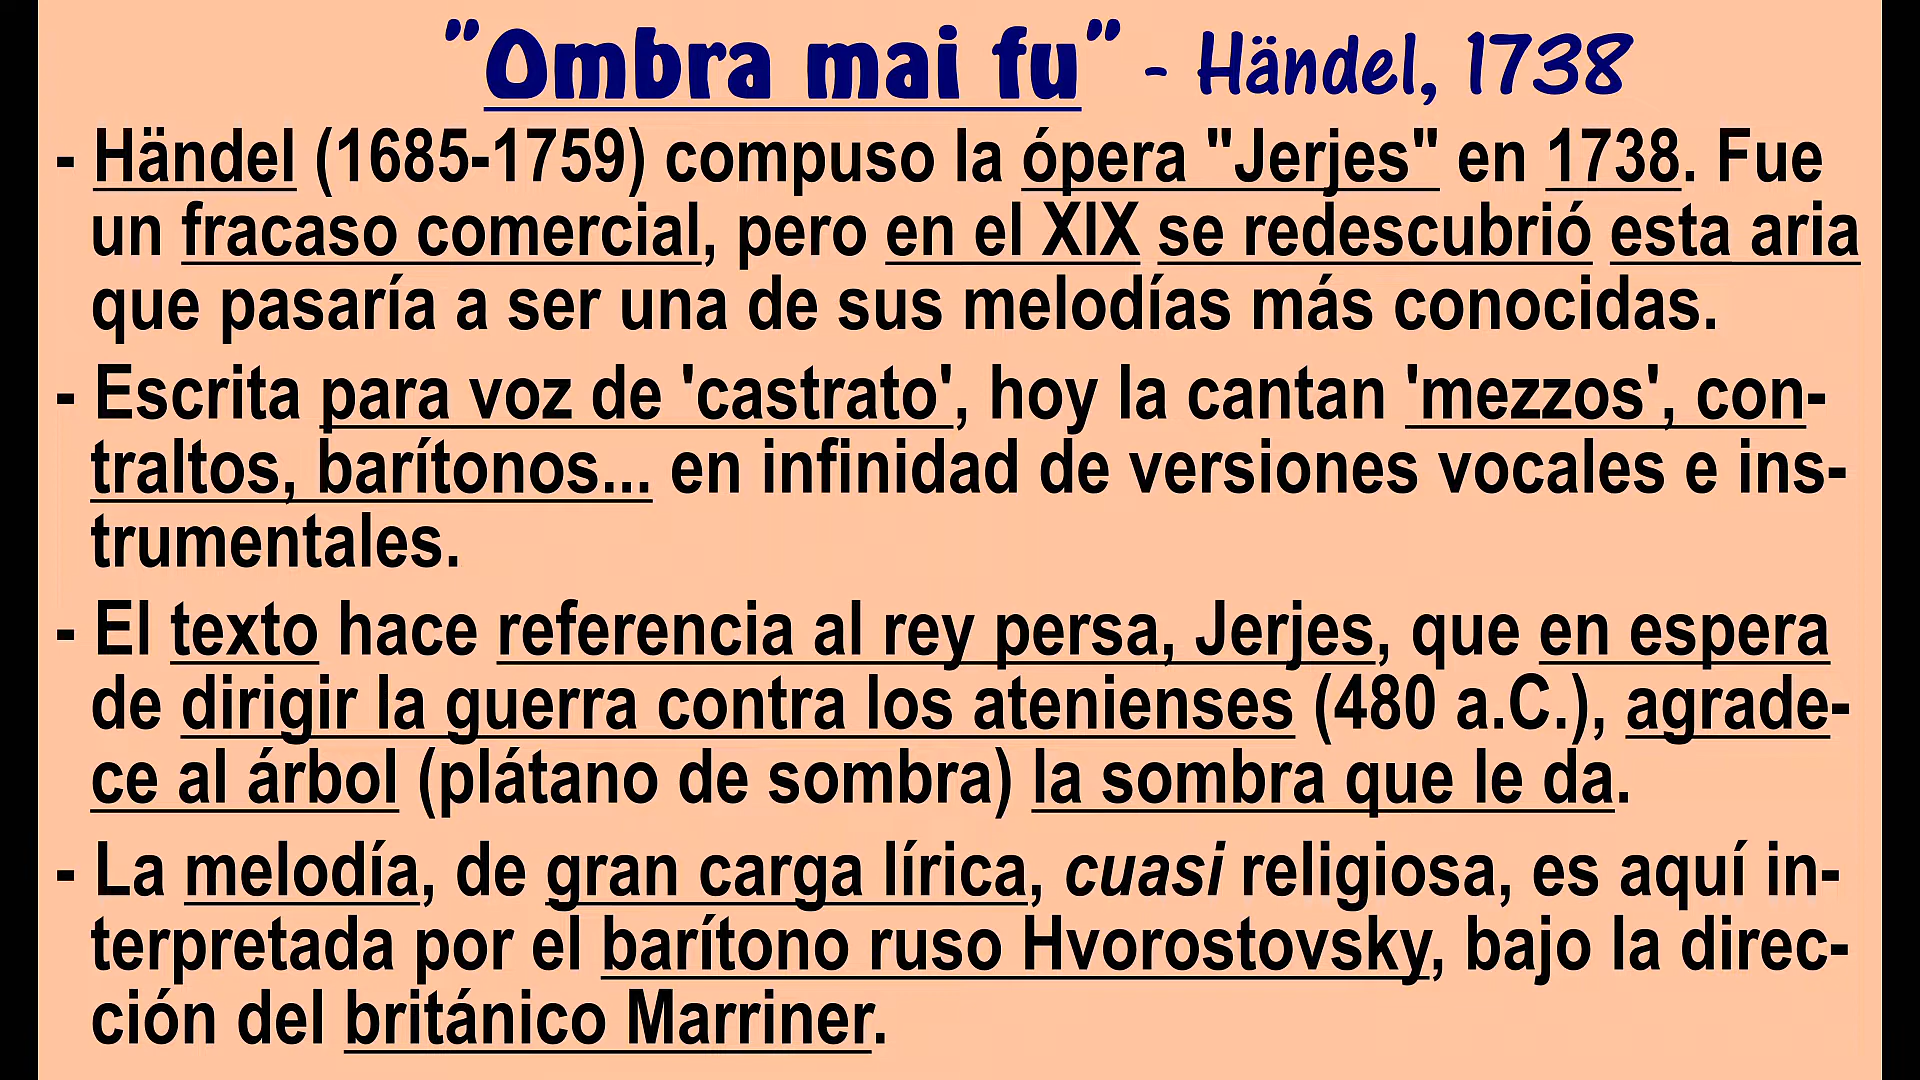 "Ombra mai fu" - Händel, 1738
- Händel (1685-1759) compuso la ópera "Jerjes" en 1738. Fue
un fracaso comercial, pero en el XIX se redescubrió esta aria
que pasaría a ser una de sus melodías más conocidas.
- Escrita para voz de 'castrato', hoy la cantan 'mezzos', con-
traltos, barítonos... en infinidad de versiones vocales e ins-
trumentales.
- El texto hace referencia al rey persa, Jerjes, que en espera
de dirigir la guerra contra los atenienses (480 a.C.), agrade-
ce al árbol (plátano de sombra) la sombra que le da.
- La melodía, de gran carga lírica, cuasi religiosa, es aquí in-
terpretada por el barítono ruso Hvorostovsky, bajo la direc-
ción del británico Marriner.